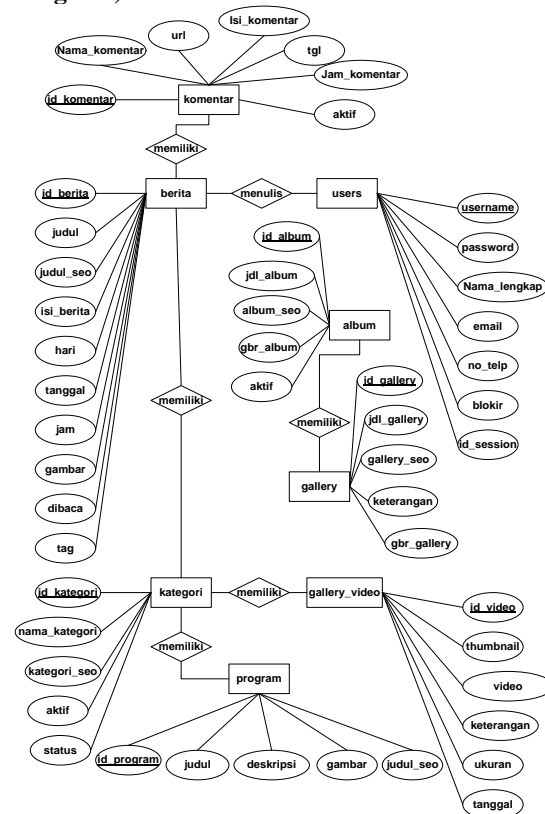 Isi_komentar
url
Nama_komentar
tgl
Jam_komentar
id_komentar
komentar
aktif
memiliki
id_berita
berita
menulis
users
username
judul
id_album
password
judul_seo
jdl_album
Nama_lengkap
isi_berita
album_seo
album
email
hari
gbr_album
no_telp
tanggal
aktif
id_gallery
memiliki
blokir
jam
memiliki
jdl_gallery
id_session
gambar
gallery_seo
gallery
dibaca
keterangan
tag
gbr_gallery
id_kategori
kategori
memiliki
gallery_video
id_video
nama_kategori
memiliki
thumbnail
kategori_seo
program
video
aktif
keterangan
status
id_program
judul
deskripsi
gambar
judul_seo
ukuran
tanggal